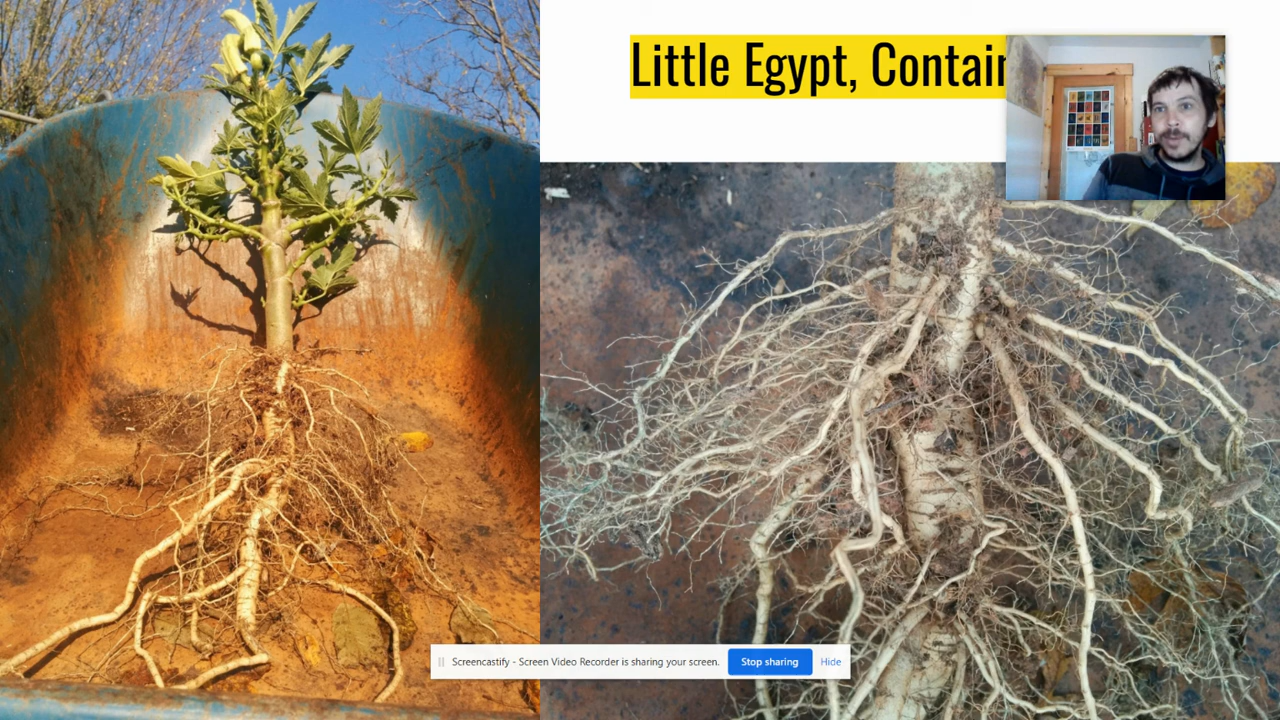 Little Egypt, Contain
Screencastify - Screen Video Recorder is sharing your screen.
Stop sharing
Hide